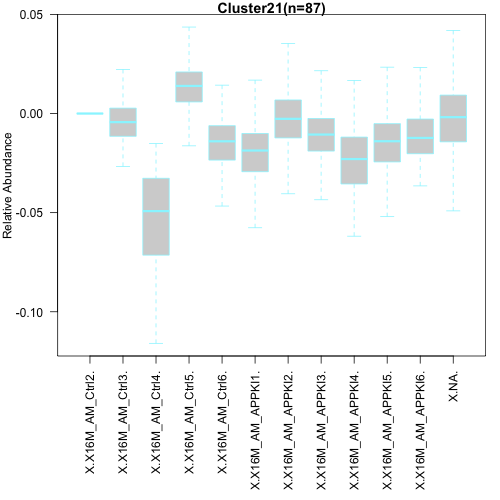 Cluster21(n=87)
0.05
0.00
-0.05
-0.10
Relative Abundance
X.X16M_AM_Ctrl2.
X.X16M_AM_Ctrl3.
X.X16M_AM_Ctrl4.
X.X16M_AM_Ctrl5.
X.X16M_AM_Ctrl6.
X.X16M_AM_APPKI1.
X.X16M_AM_APPKI2.
X.X16M_AM_APPKI3.
X.X16M_AM_APPKI4.
X.X16M_AM_APPKI5.
X.X16M_AM_APPKI6.
X.NA.